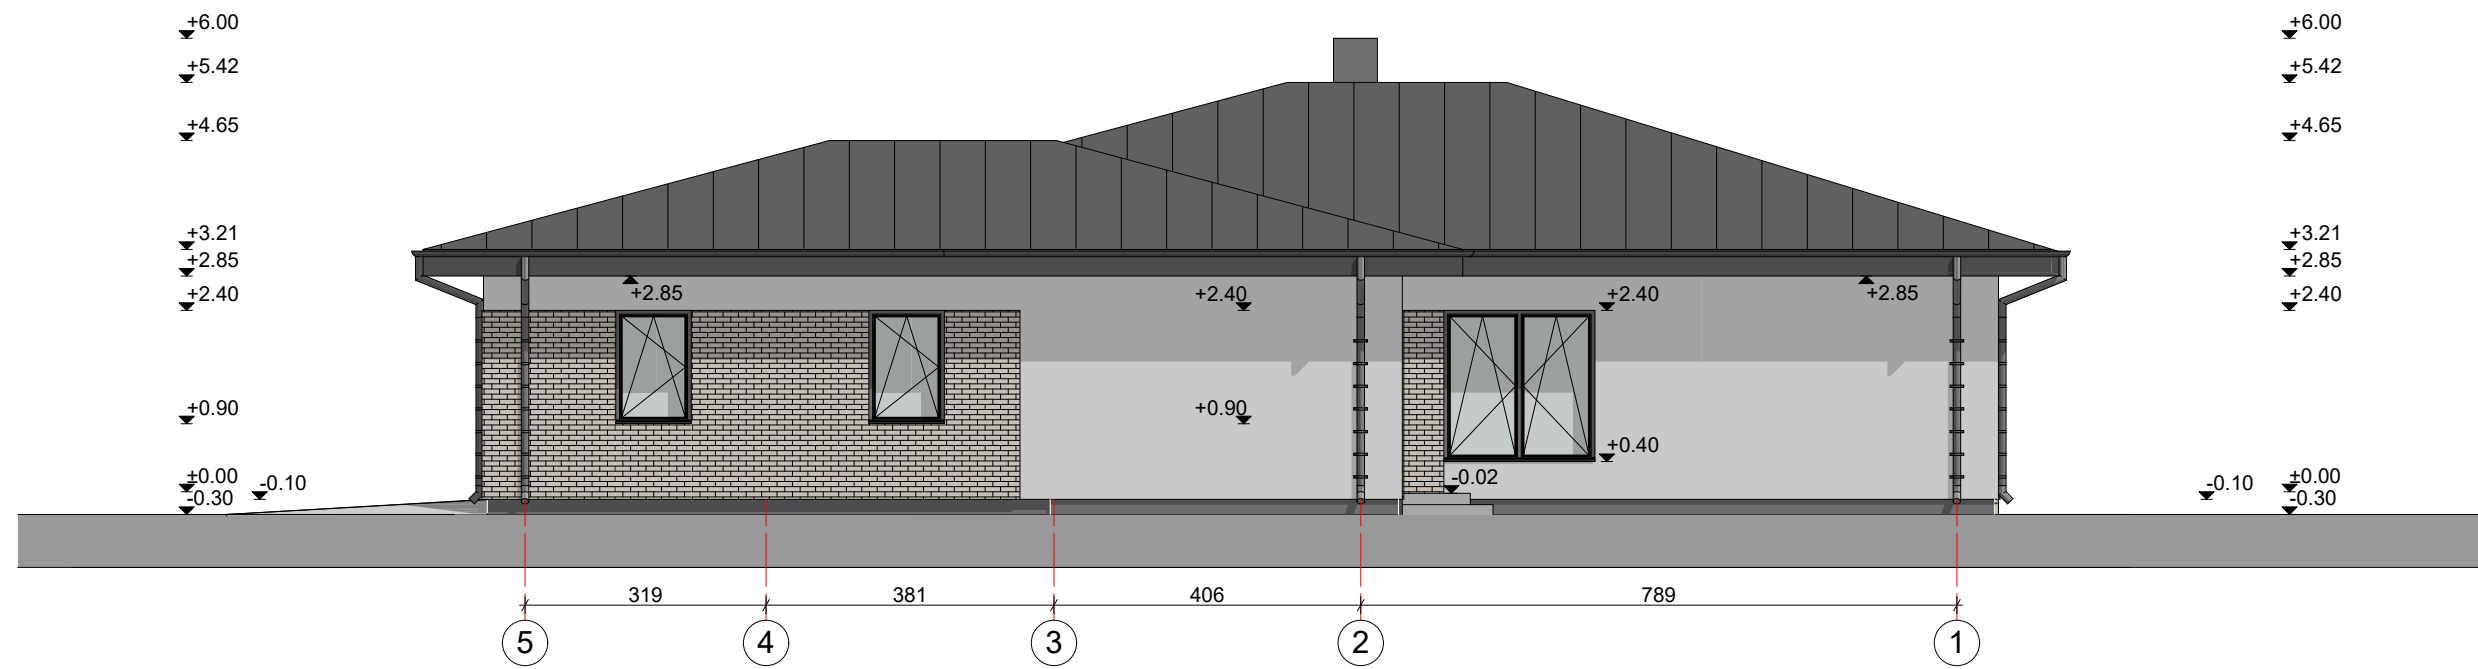 +6.00 +6.00
+5.42 +5.42
+4.65 +4.65
+3.21 +3.21
+2.85 +2.85
+2.40 +2.85 +2.40 +2.40 +2.85 +2.40
+0.90 +0.90
+0.40
±0.00 -0.10 -0.02 -0.10 ±0.00
-0.30 -0.30
319 381 406 789
5 4 3 2 1